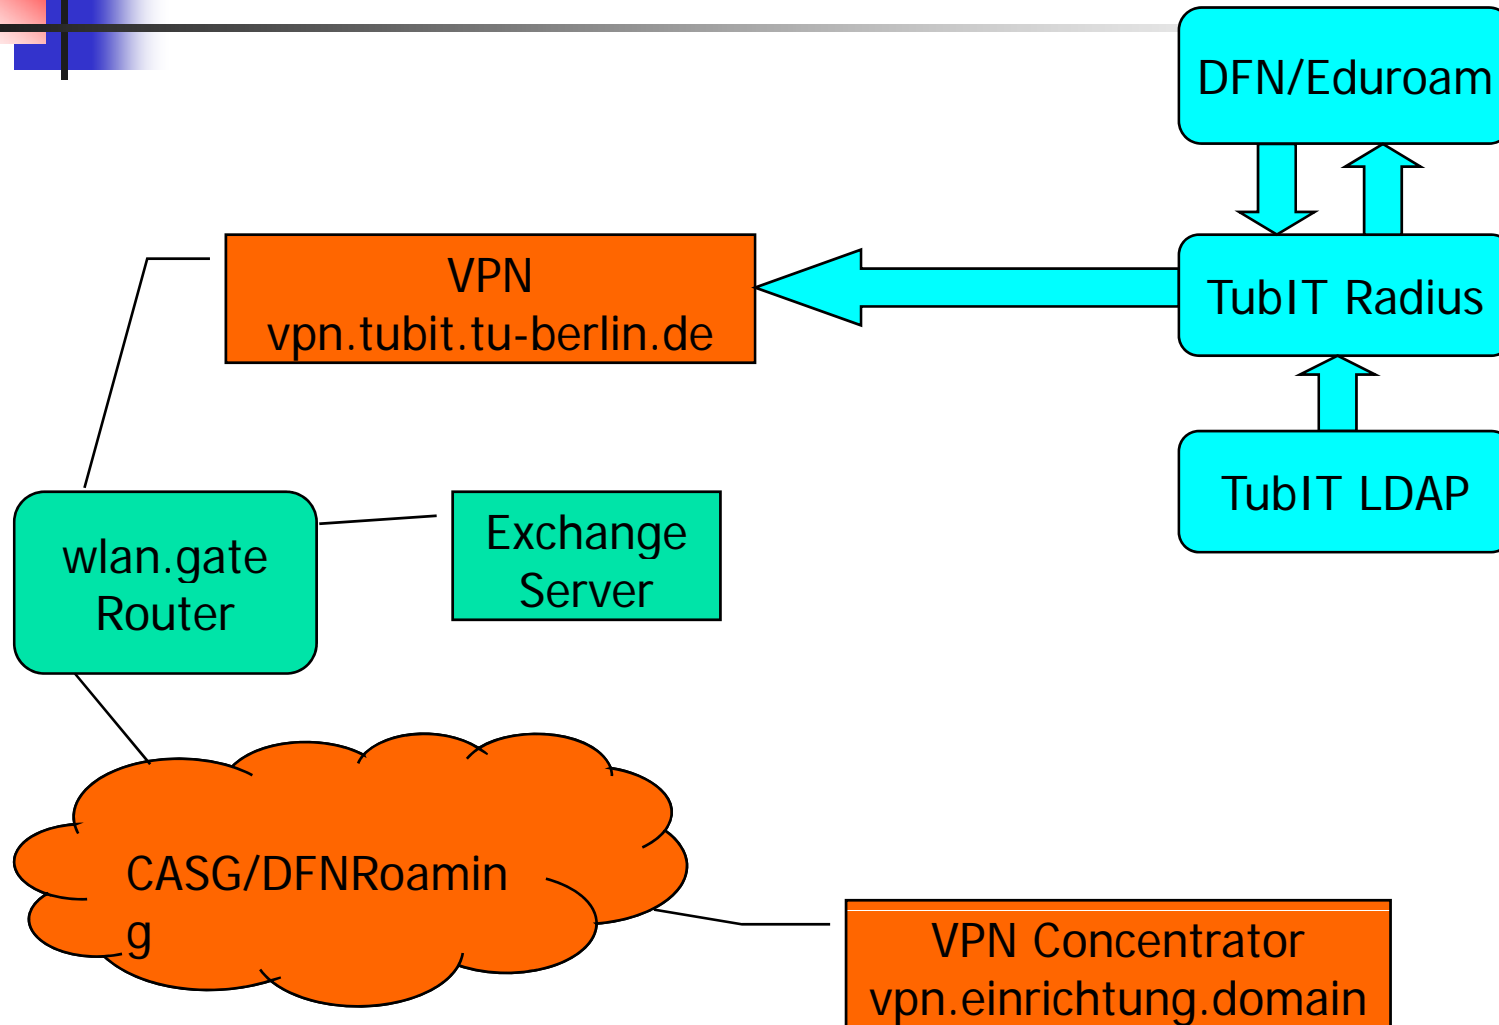 DFN/Eduroam
VPN
vpn.tubit.tu-berlin.de
TubIT Radius
TubIT LDAP
wlan.gate
Router
Exchange
Server
CASG/DFNRoamin
g
VPN Concentrator
vpn.einrichtung.domain